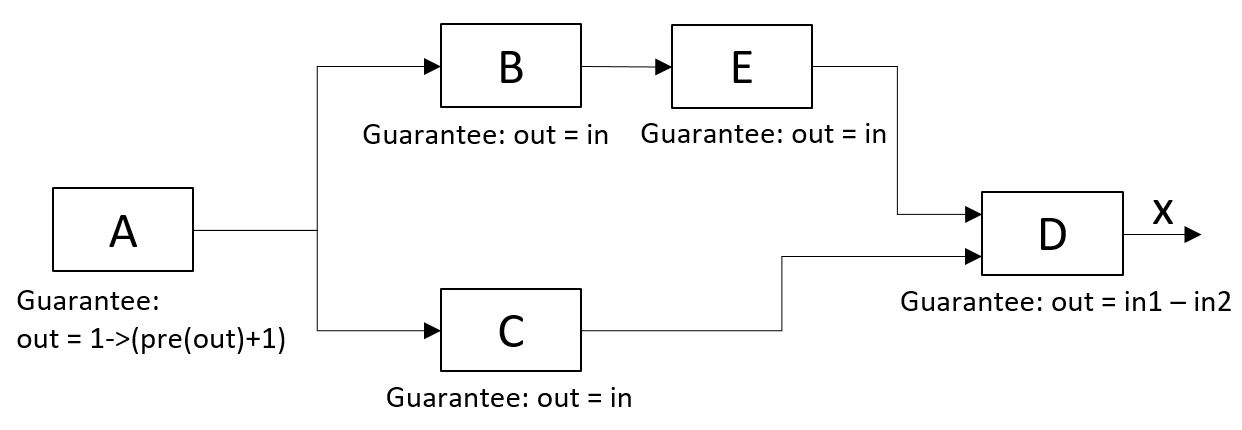 B
E
Guarantee: out = in
Guarantee: out = in
A
Guarantee:
out = 1->(pre(out)+1)
X
D
Guarantee: out = in1 – in2
C
Guarantee: out = in